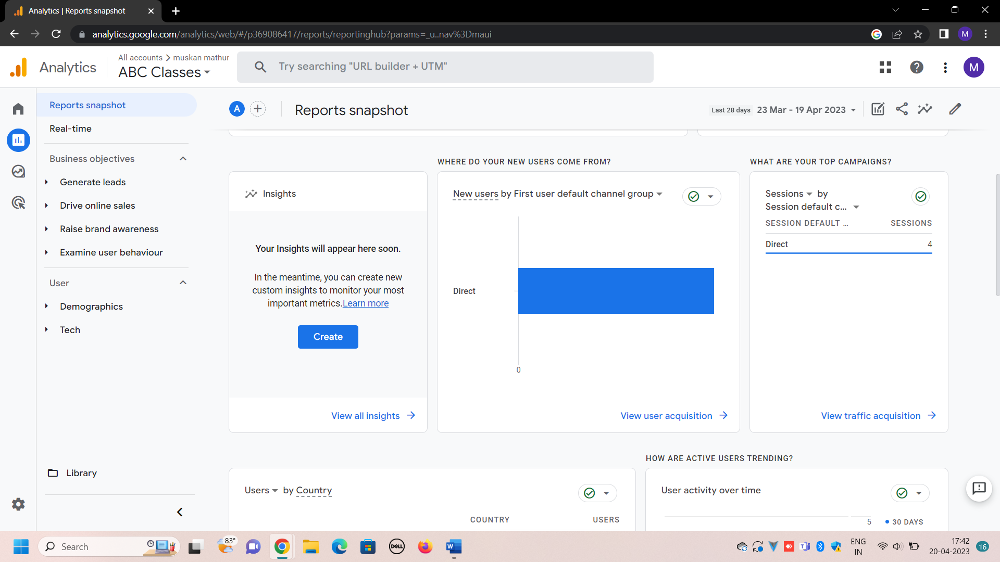 Analytics | Reports snapshot
analytics.google.com/analytics/web/#/p369086417/reports/reportinghub?params=_u..nav%3Dmaui
M
Analytics
All accounts > muskan mathur
ABC Classes
Try searching "URL builder + UTM"
M
Reports snapshot
Real-time
Business objectives
Generate leads
Drive online sales
Raise brand awareness
Examine user behaviour
User
Demographics
Tech
Library
A
Reports snapshot
Last 28 days 23 Mar - 19 Apr 2023
Insights
Your Insights will appear here soon.
In the meantime, you can create new
custom insights to monitor your most
important metrics.Learn more
Create
View all insights
WHERE DO YOUR NEW USERS COME FROM?
New users by First user default channel group
Direct
0
View user acquisition
WHAT ARE YOUR TOP CAMPAIGNS?
Sessions by
Session default c...
SESSION DEFAULT ... SESSIONS
Direct 4
View traffic acquisition
Users by Country
COUNTRY USERS
HOW ARE ACTIVE USERS TRENDING?
User activity over time
5
30 DAYS
Search
83°
DELL
ENG
IN
17:42
20-04-2023
16